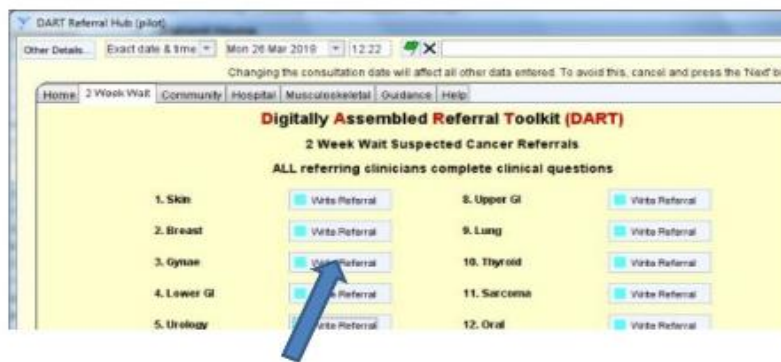 DART Referral Hub (pilot)
Other Details... Exact date & time Mon 26 Mar 2018 12:22
Changing the consultation date will affect all other data entered. To avoid this, cancel and press the 'Next' b
Home 2 Week Wait Community Hospital Musculoskeletal Guidance Help
Digitally Assembled Referral Toolkit (DART)
2 Week Wait Suspected Cancer Referrals
ALL referring clinicians complete clinical questions
1. Skin Write Referral 8. Upper GI Write Referral
2. Breast Write Referral 9. Lung Write Referral
3. Gynae Write Referral 10. Thyroid Write Referral
4. Lower GI Referral 11. Sarcoma Write Referral
5. Urology Write Referral 12. Oral Write Referral